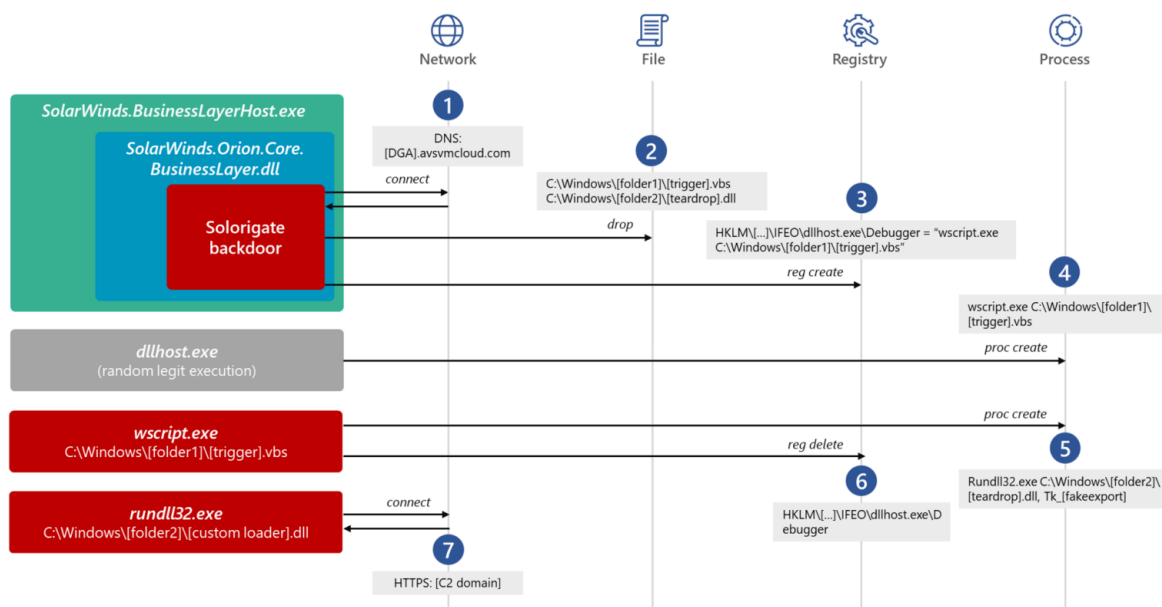 Network
File
Registry
Process
SolarWinds.BusinessLayerHost.exe
SolarWinds.Orion.Core.
BusinessLayer.dll
Solorigate
backdoor
1
DNS:
[DGA].avsvmcloud.com
connect
2
C:\Windows\[folder1]\[trigger].vbs
C:\Windows\[folder2]\[teardrop].dll
drop
3
HKLM\[...]\IFEO\dllhost.exe\Debugger = “wscript.exe
C:\Windows\[folder1]\[trigger].vbs”
reg create
4
wscript.exe C:\Windows\[folder1]\
[trigger].vbs
dllhost.exe
(random legit execution)
proc create
wscript.exe
C:\Windows\[folder1]\[trigger].vbs
proc create
reg delete
5
Rundll32.exe C:\Windows\[folder2]\
[teardrop].dll, Tk_[fakeexport]
6
HKLM\[...]\IFEO\dllhost.exe\D
ebugger
rundll32.exe
C:\Windows\[folder2]\[custom loader].dll
connect
7
HTTPS: [C2 domain]